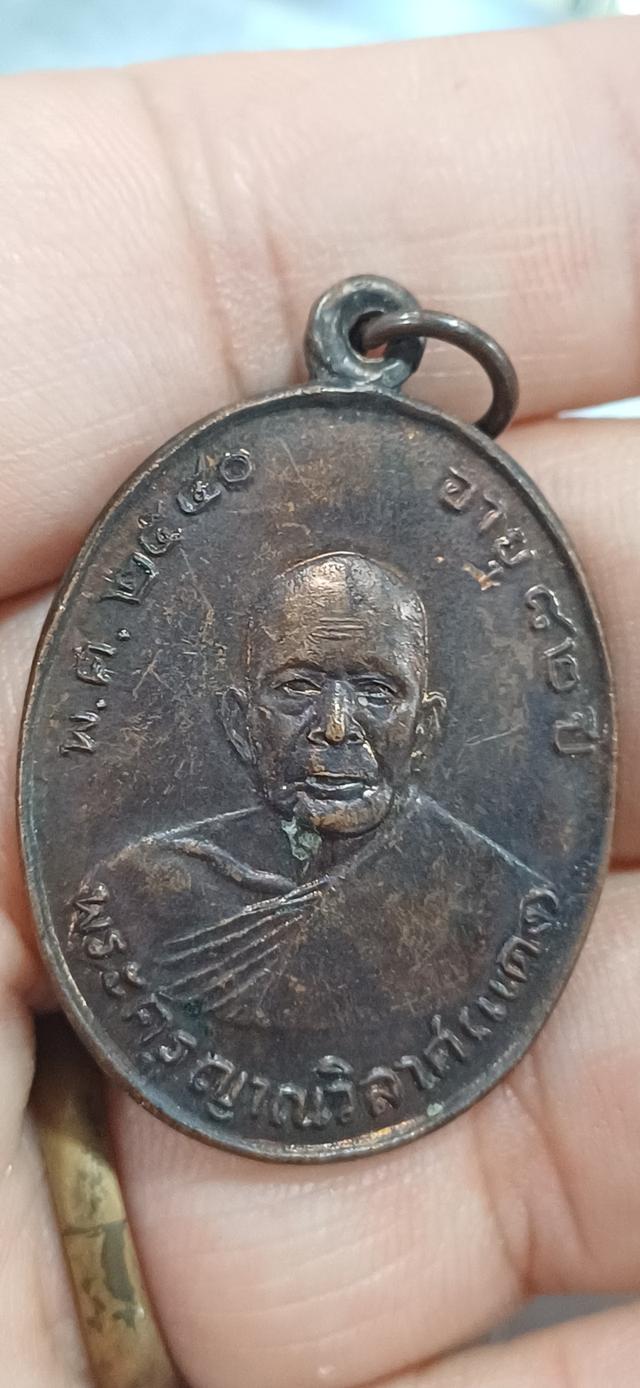 พ.ศ. ๒๕๔๐ อายุ ๙๒ ปี
พระครูญาณวิลาศ(แดง)